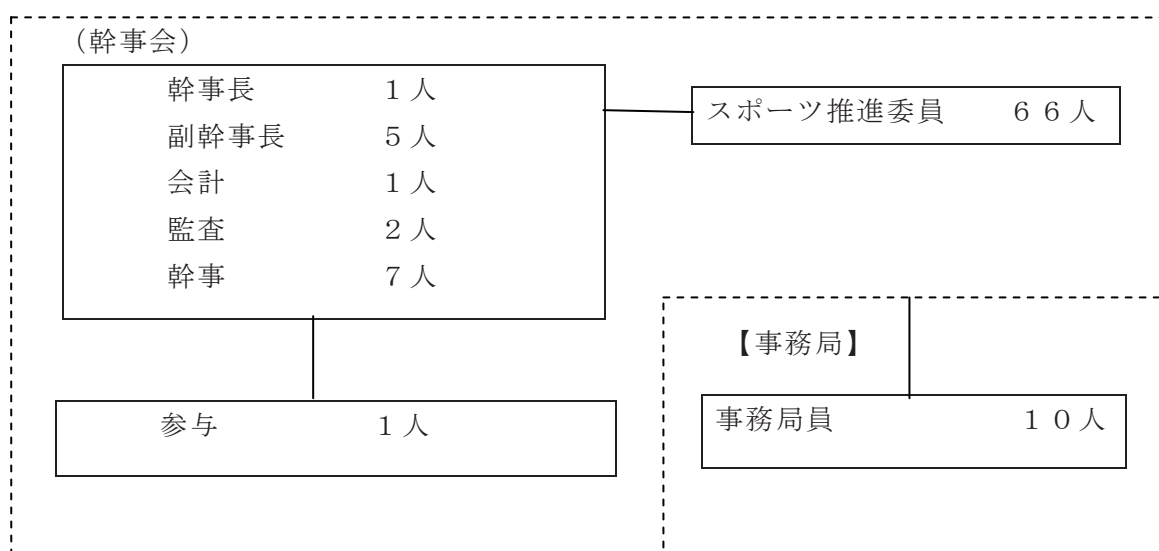 （幹事会）
幹事長　１人
副幹事長　５人
会計　１人
監査　２人
幹事　７人
スポーツ推進委員　６６人
参与　１人
【事務局】
事務局員　１０人